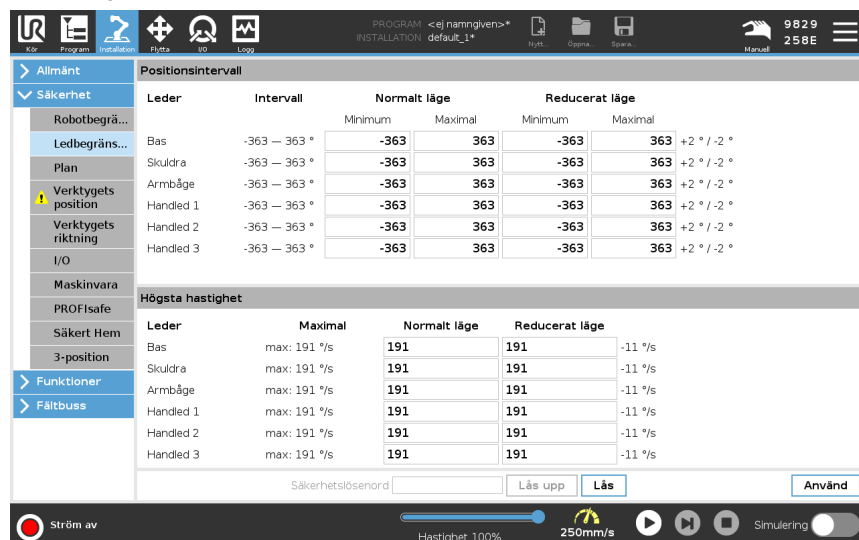 UR
Kör Program Installation Flytta I/O Logg
PROGRAM <ej namngiven>*
INSTALLATION default_1*
Nytt... Öppna... Spara...
Manuell
9829
258E
Allmänt
Säkerhet
Robotbegrä...
Ledbegräns...
Plan
Verktygets
position
Verktygets
riktning
I/O
Maskinvara
PROFIsafe
Säkert Hem
3-position
Funktioner
Fältbuss
Positionsintervall
Leder Intervall Normalt läge Reducerat läge
Minimum Maximal Minimum Maximal
Bas -363 — 363 ° -363 363 -363 363 +2 ° / -2 °
Skuldra -363 — 363 ° -363 363 -363 363 +2 ° / -2 °
Armbåge -363 — 363 ° -363 363 -363 363 +2 ° / -2 °
Handled 1 -363 — 363 ° -363 363 -363 363 +2 ° / -2 °
Handled 2 -363 — 363 ° -363 363 -363 363 +2 ° / -2 °
Handled 3 -363 — 363 ° -363 363 -363 363 +2 ° / -2 °
Högsta hastighet
Leder Maximal Normalt läge Reducerat läge
Bas max: 191 °/s 191 191 -11 °/s
Skuldra max: 191 °/s 191 191 -11 °/s
Armbåge max: 191 °/s 191 191 -11 °/s
Handled 1 max: 191 °/s 191 191 -11 °/s
Handled 2 max: 191 °/s 191 191 -11 °/s
Handled 3 max: 191 °/s 191 191 -11 °/s
Säkerhetslösenord Lås upp Lås Använd
Ström av
Hastighet 100%
250mm/s
Simulering